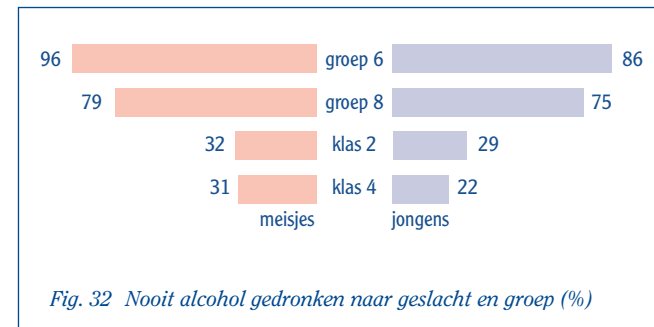 96 groep 6 86
79 groep 8 75
32 klas 2 29
31 klas 4 22
meisjes jongens
Fig. 32 Nooit alcohol gedronken naar geslacht en groep (%)